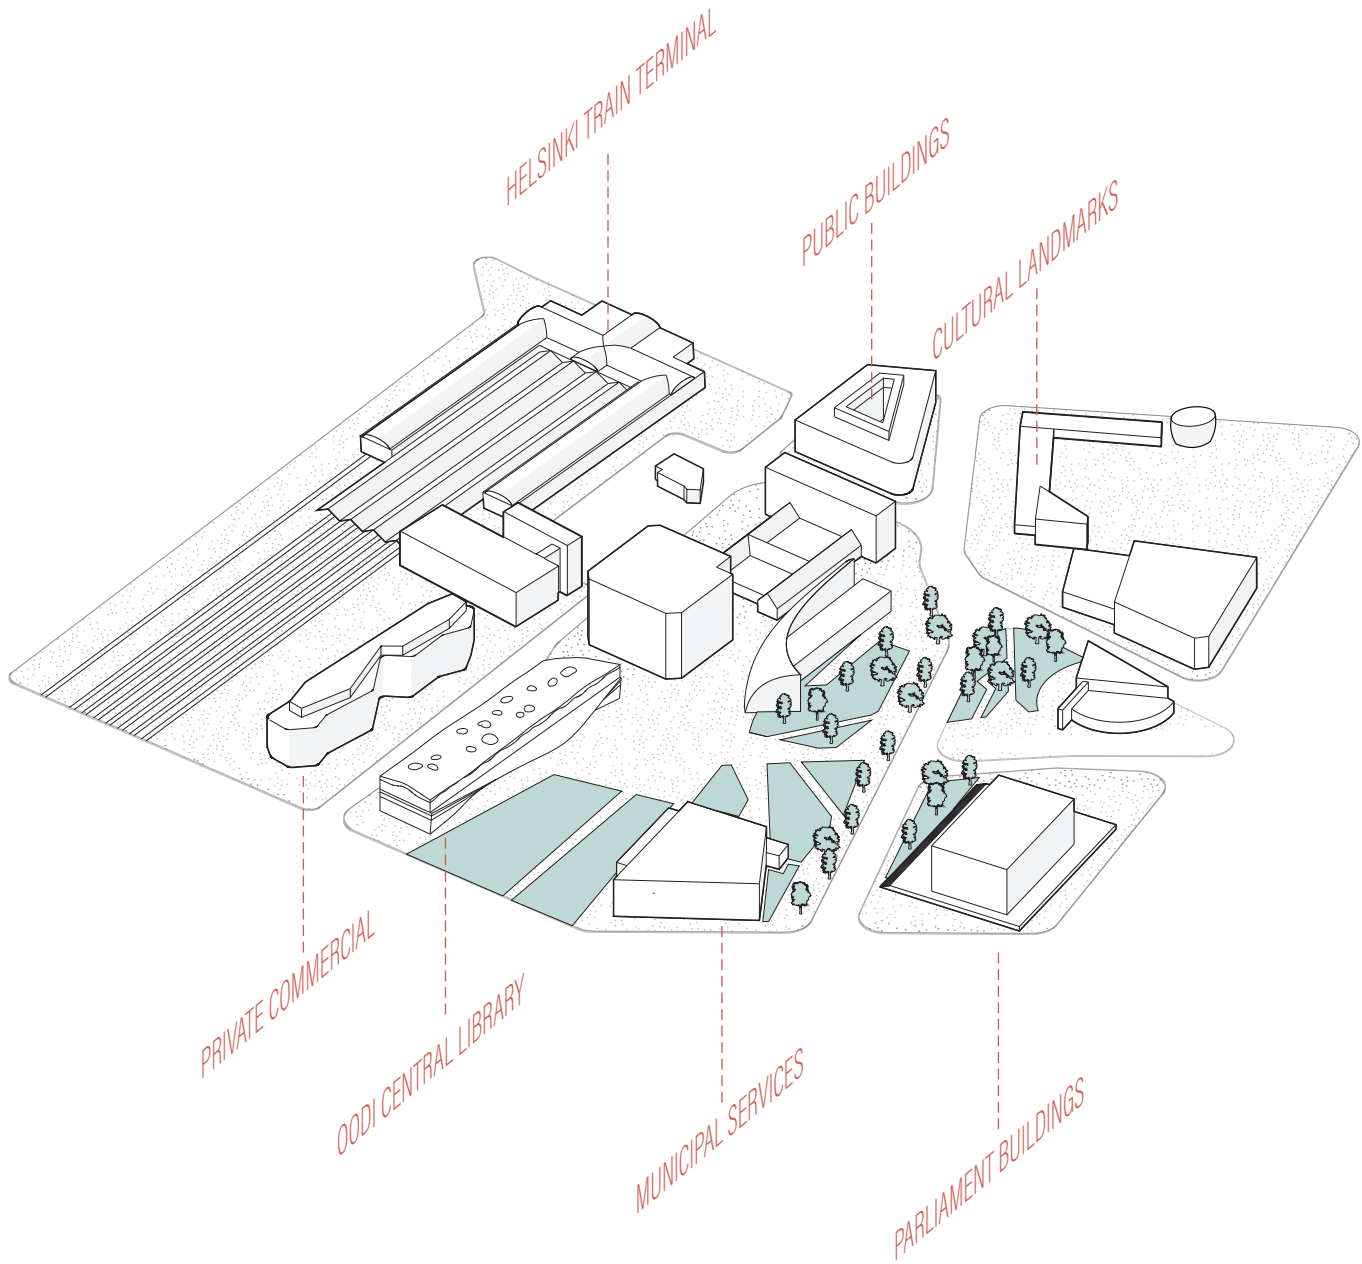 HELSINKI TRAIN TERMINAL
PUBLIC BUILDINGS
CULTURAL LANDMARKS
PRIVATE COMMERCIAL
OODI CENTRAL LIBRARY
MUNICIPAL SERVICES
PARLIAMENT BUILDINGS